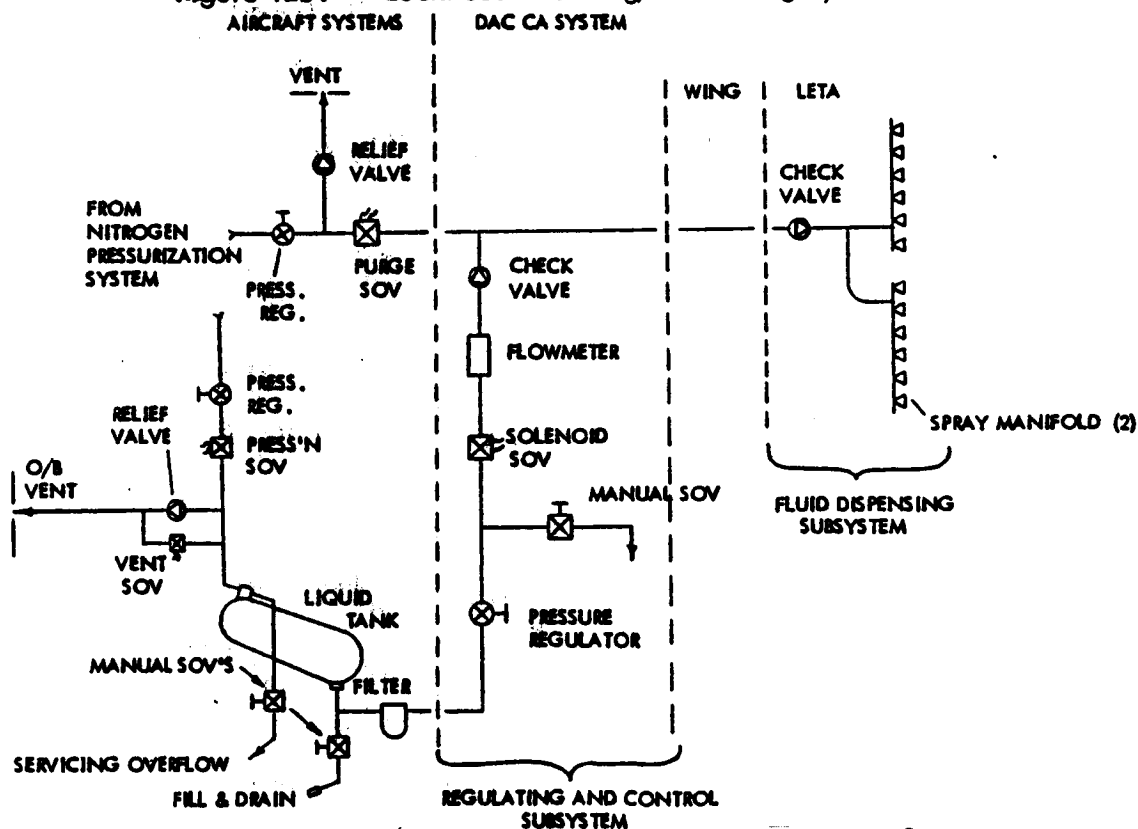 AIRCRAFT SYSTEMS
DAC CA SYSTEM
VENT
WING
LETA
RELIEF
VALVE
CHECK
VALVE
FROM
NITROGEN
PRESSURIZATION
SYSTEM
PURGE
SOV
CHECK
VALVE
PRESS.
REG.
FLOWMETER
PRESS.
REG.
RELIEF
VALVE
PRESS'N
SOV
SOLENOID
SOV
SPRAY MANIFOLD (2)
O/B
VENT
MANUAL SOV
FLUID DISPENSING
SUBSYSTEM
VENT
SOV
LIQUID
TANK
PRESSURE
REGULATOR
MANUAL SOV'S
FILTER
SERVICING OVERFLOW
FILL & DRAIN
REGULATING AND CONTROL
SUBSYSTEM